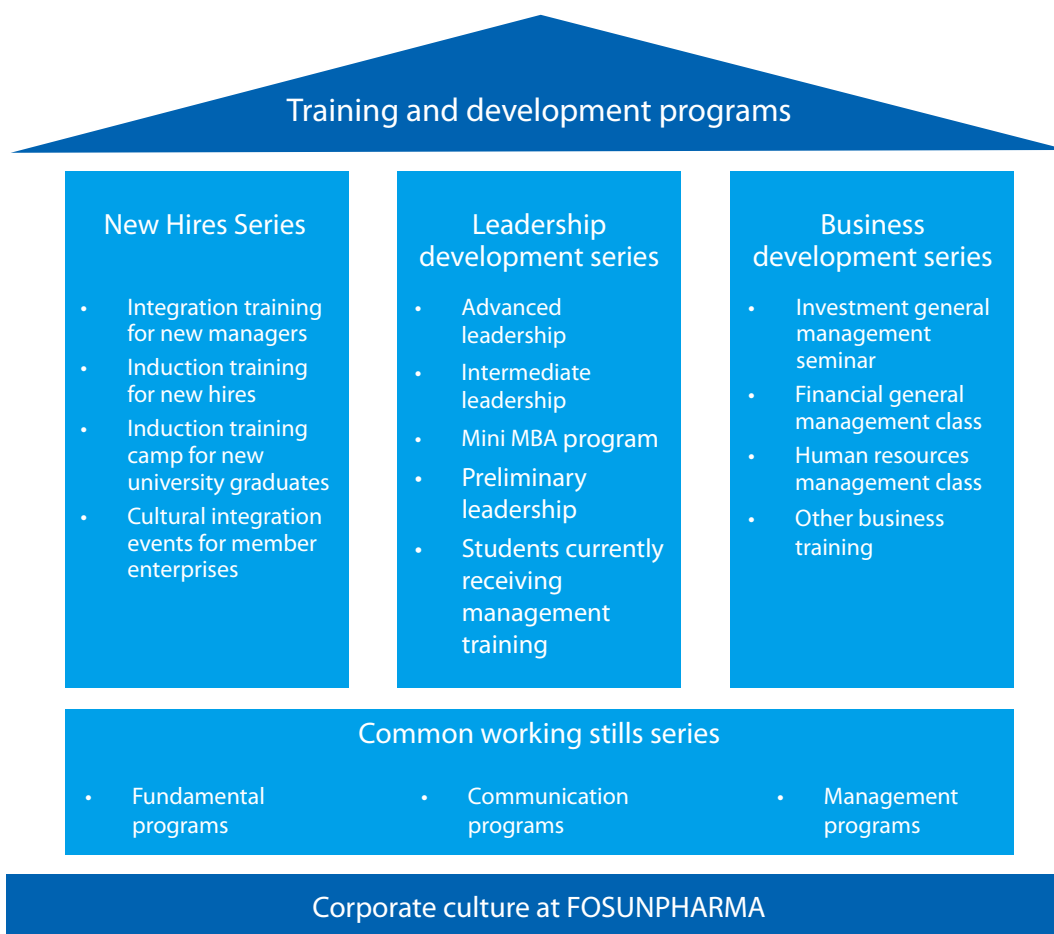 Training and development programs
New Hires Series
• Integration training
for new managers
• Induction training
for new hires
• Induction training
camp for new
university graduates
• Cultural integration
events for member
enterprises
Leadership
development series
• Advanced
leadership
• Intermediate
leadership
• Mini MBA program
• Preliminary
leadership
• Students currently
receiving
management
training
Business
development series
• Investment general
management
seminar
• Financial general
management class
• Human resources
management class
• Other business
training
Common working stills series
• Fundamental
programs
• Communication
programs
• Management
programs
Corporate culture at FOSUNPHARMA